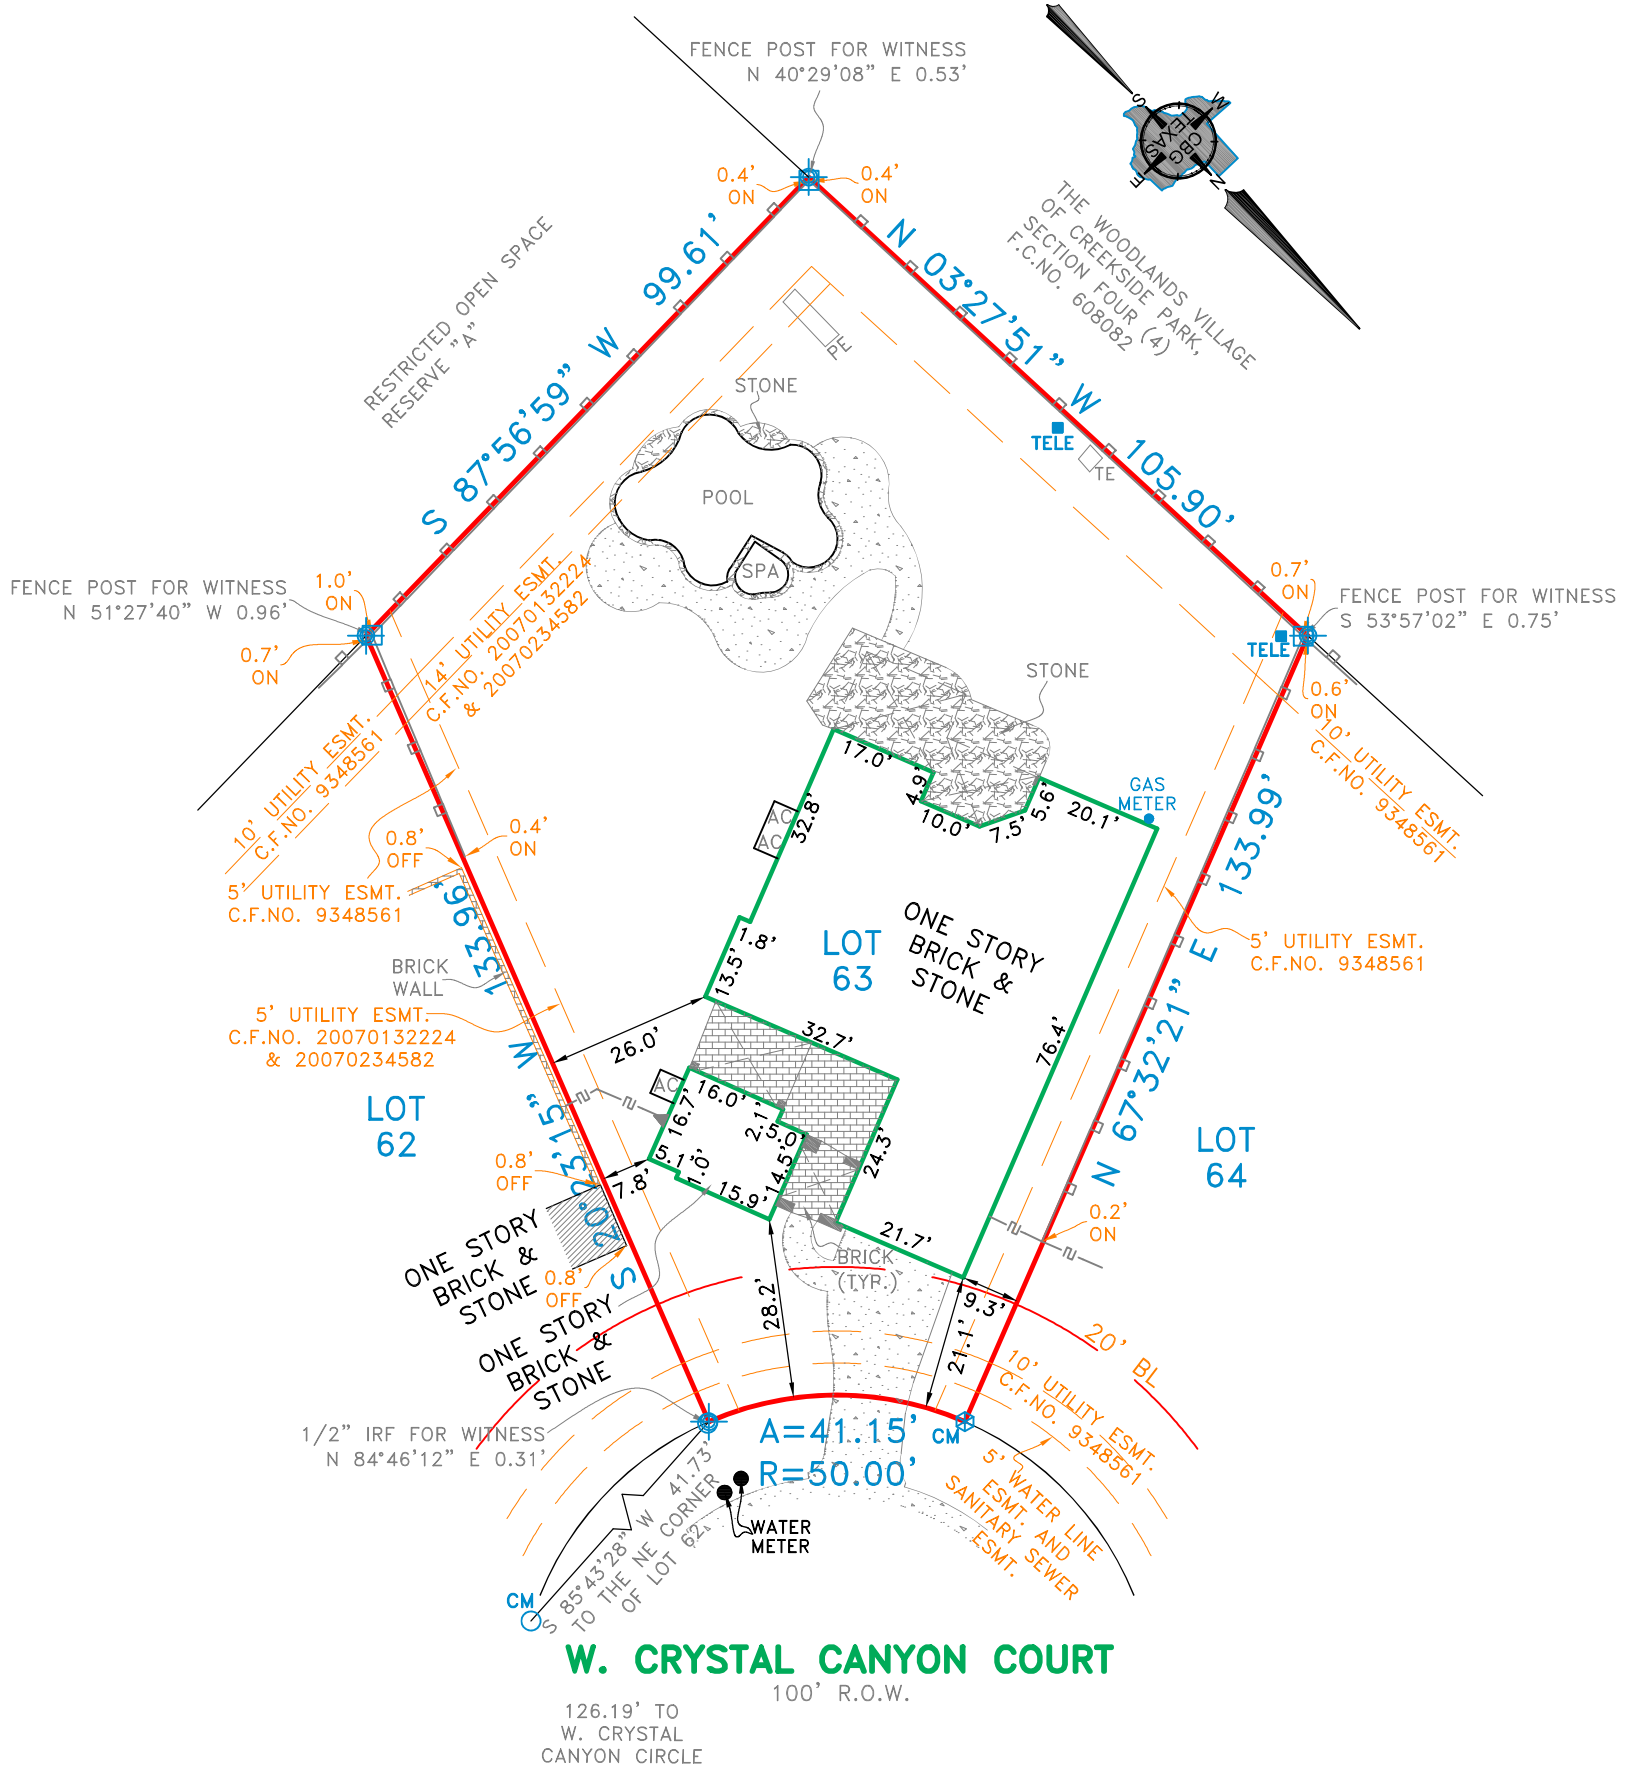 FENCE POST FOR WITNESS
N 40°29'08" E 0.53'
S
W
E
N
TEXAS
CBG
0.4'
ON
0.4'
ON
THE WOODLANDS VILLAGE
OF CREEKSIDE PARK,
SECTION FOUR (4)
F.C.NO. 608082
RESTRICTED OPEN SPACE
RESERVE "A"
S 87°56'59" W 99.61'
N 03°27'51" W 105.90'
PE
STONE
TELE
TE
POOL
SPA
FENCE POST FOR WITNESS
N 51°27'40" W 0.96'
1.0'
ON
0.7'
ON
14' UTILITY ESMT.
C.F.NO. 20070132224
& 20070234582
0.7'
ON
FENCE POST FOR WITNESS
S 53°57'02" E 0.75'
TELE
0.6'
ON
10' UTILITY ESMT.
C.F.NO. 9348561
10' UTILITY ESMT.
C.F.NO. 9348561
STONE
17.0'
4.9'
10.0'
7.5'
5.6'
20.1'
GAS
METER
AC
AC
32.8'
0.8'
OFF
0.4'
ON
5' UTILITY ESMT.
C.F.NO. 9348561
N 67°32'21" E 133.99'
5' UTILITY ESMT.
C.F.NO. 9348561
S 20°23'15" W 133.96'
BRICK
WALL
5' UTILITY ESMT.
C.F.NO. 20070132224
& 20070234582
1.8'
13.5'
LOT
63
ONE STORY
BRICK &
STONE
32.7'
26.0'
76.4'
AC
16.0'
16.7'
2.1'
5.0'
5.1'
1.0'
14.5'
15.9'
24.3'
LOT
62
LOT
64
0.8'
OFF
7.8'
0.2'
ON
ONE STORY
BRICK &
STONE
0.8'
OFF
21.7'
BRICK
(TYP.)
28.2'
9.3'
21.1'
ONE STORY
BRICK &
STONE
20' BL
10' UTILITY ESMT.
C.F.NO. 9348561
1/2" IRF FOR WITNESS
N 84°46'12" E 0.31'
A=41.15'
R=50.00'
CM
5' WATER LINE
ESMT. AND
SANITARY SEWER
ESMT.
WATER
METER
S 85°43'28" W 41.73'
TO THE NE CORNER
OF LOT 62
CM
W. CRYSTAL CANYON COURT
100' R.O.W.
126.19' TO
W. CRYSTAL
CANYON CIRCLE